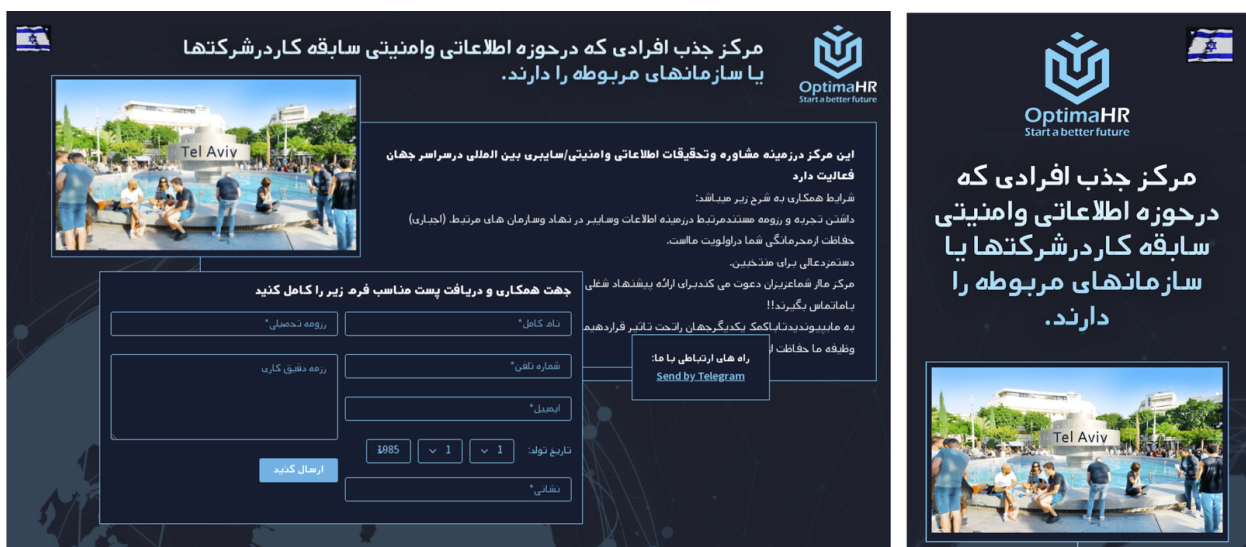 مرکز جذب افرادی که درحوزه اطلاعاتی وامنیتی سابقه کاردرشرکتها
یا سازمانهای مربوطه را دارند.
OptimaHR
Start a better future
Tel Aviv
این مرکز درزمینه مشاوره وتحقیقات اطلاعاتی وامنیتی/سایبری بین المللی درسراسر جهان
فعالیت دارد
شرایط همکاری به شرح زیر میباشد:
داشتن تجربه و رزومه مستندمرتبط درزمینه اطلاعات وسایبر در نهاد وسازمان های مرتبط. (اجباری)
حفاظت ازمحرمانگی شما دراولویت ماست.
دستمزدعالی برای منتخبین.
مرکز مااز شماعزیزان دعوت می کندبرای ارائه پیشنهاد شغلی
باماتماس بگیرند!!
به مابپیوندیدتاباکمک یکدیگرجهان راتحت تاثیر قراردهیم
وظیفه ما حفاظت از
جهت همکاری و دریافت پست مناسب فرم زیر را کامل کنید
نام کامل*
رزومه تحصیلی*
شماره تلفن*
رزمه دقیق کاری
ایمیل*
تاریخ تولد: 1 1 1985
نشانی*
ارسال کنید
راه های ارتباطی با ما:
Send by Telegram
OptimaHR
Start a better future
مرکز جذب افرادی که
درحوزه اطلاعاتی وامنیتی
سابقه کاردرشرکتها یا
سازمانهای مربوطه را
دارند.
Tel Aviv